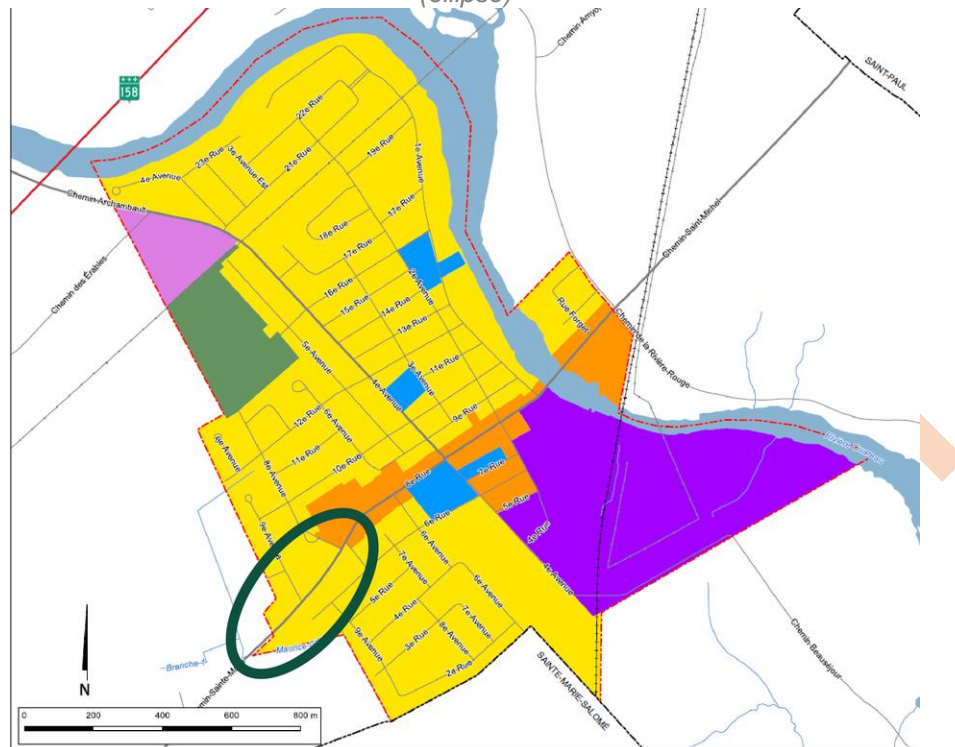 (ellipse)
158
Chemin Amyot
SAINT-PAUL
22e Rue
23e Rue
3e Avenue Est
21e Rue
19e Rue
1e Avenue
4e Avenue
Chemin Archambault
17e Rue
18e Rue
17e Rue
2e Avenue
Chemin-Saint-Michel
Chemin des Érables
16e Rue
15e Rue
14e Rue
13e Rue
Rue Forget
Chemin de la Rivière-Rouge
5e Avenue
3e Avenue
11e Rue
4e Avenue
9e Rue
12e Rue
6e Avenue
9e Avenue
11e Rue
10e Rue
8e Avenue
8e Rue
7e Rue
5e Rue
6e Rue
4e Rue
9e Avenue
6e Avenue
7e Avenue
4e Avenue
5e Rue
6e Avenue
4e Rue
7e Avenue
3e Rue
8e Avenue
9e Avenue
2e Rue
Chemin Beauséjour
SAINTE-MARIE-SALOMÉ
N
0 200 400 600 800 m